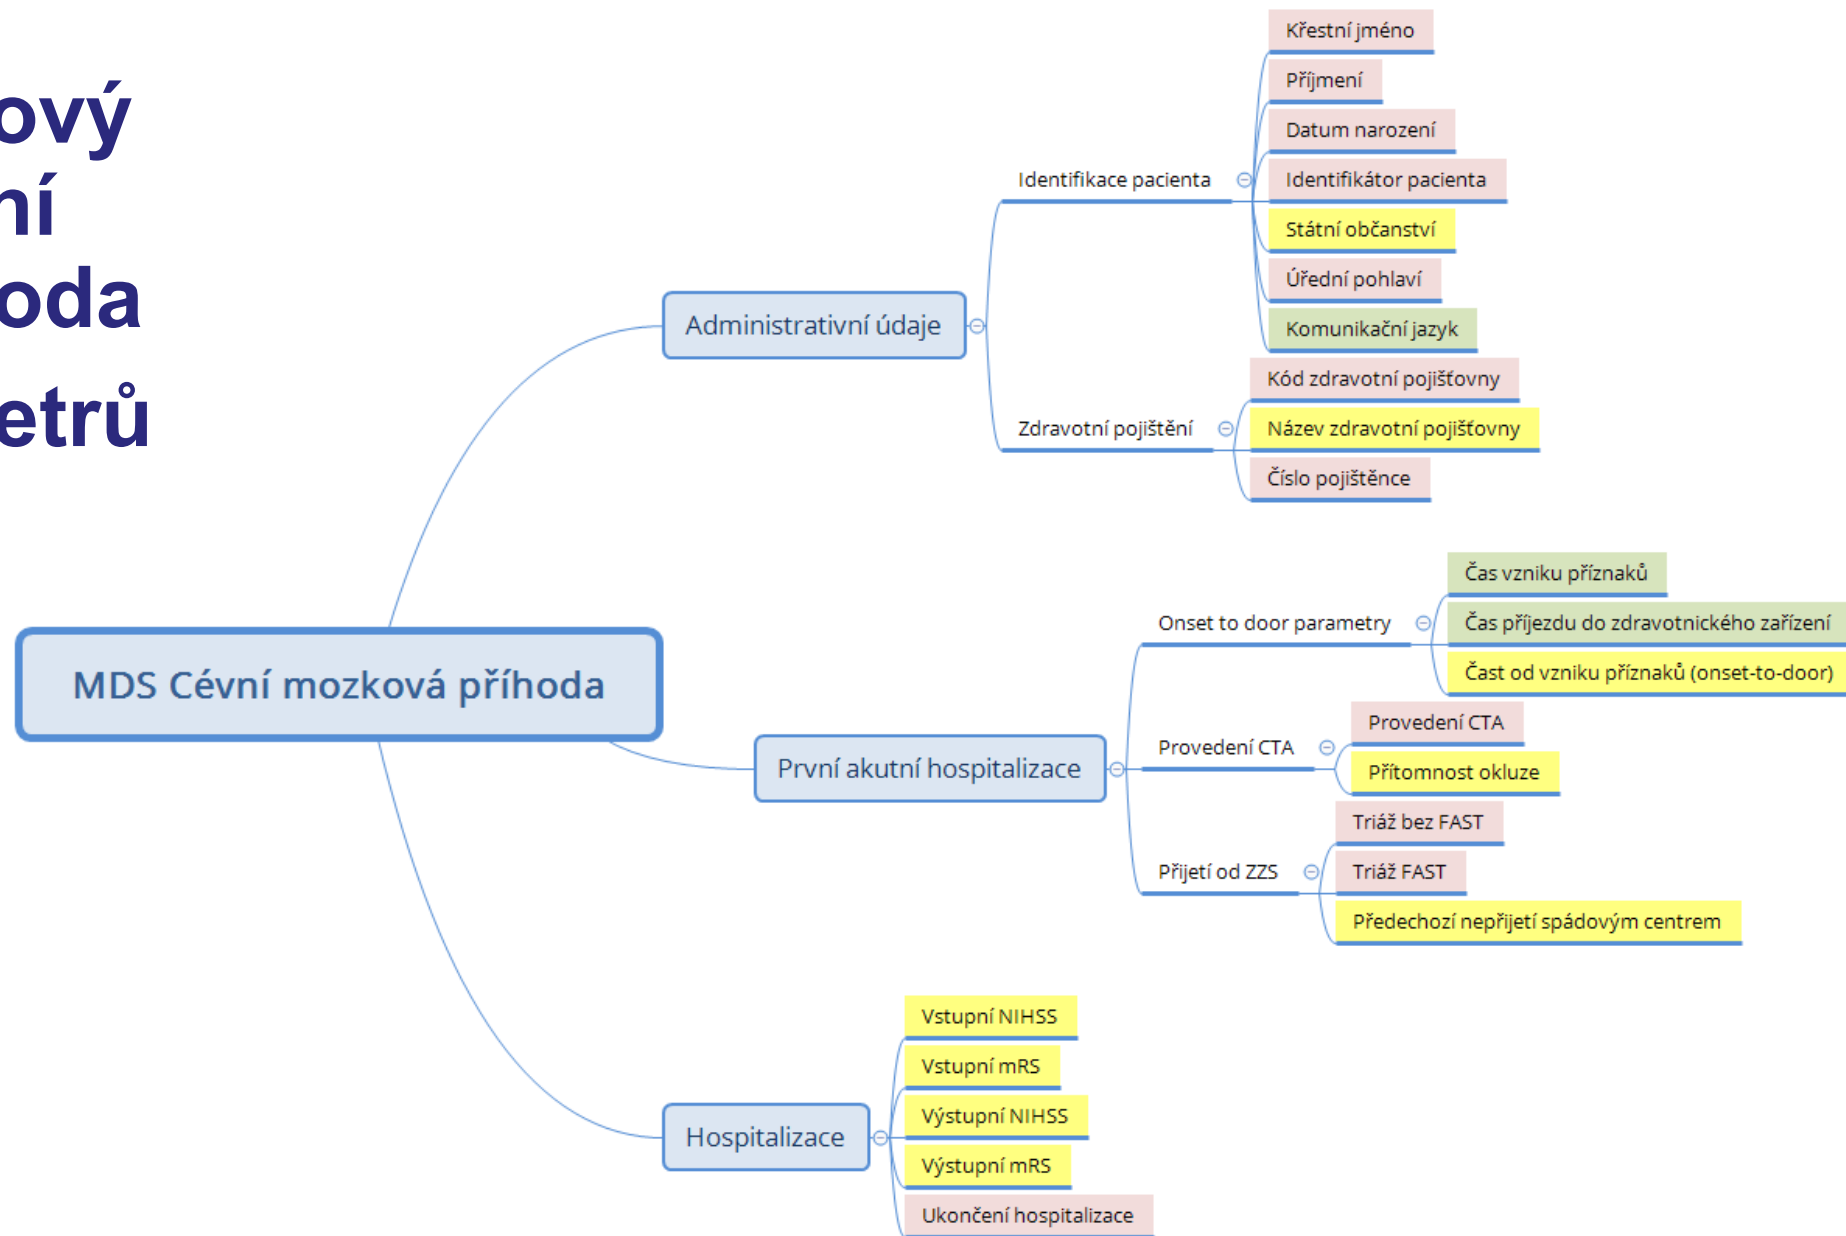 ový
ní
oda
etrů
MDS Cévní mozková příhoda
Administrativní údaje
Identifikace pacienta
Křestní jméno
Příjmení
Datum narození
Identifikátor pacienta
Státní občanství
Úřední pohlaví
Komunikační jazyk
Zdravotní pojištění
Kód zdravotní pojišťovny
Název zdravotní pojišťovny
Číslo pojištěnce
První akutní hospitalizace
Onset to door parametry
Čas vzniku příznaků
Čas příjezdu do zdravotnického zařízení
Část od vzniku příznaků (onset-to-door)
Provedení CTA
Provedení CTA
Přítomnost okluze
Přijetí od ZZS
Triáž bez FAST
Triáž FAST
Předechozí nepřijetí spádovým centrem
Hospitalizace
Vstupní NIHSS
Vstupní mRS
Výstupní NIHSS
Výstupní mRS
Ukončení hospitalizace